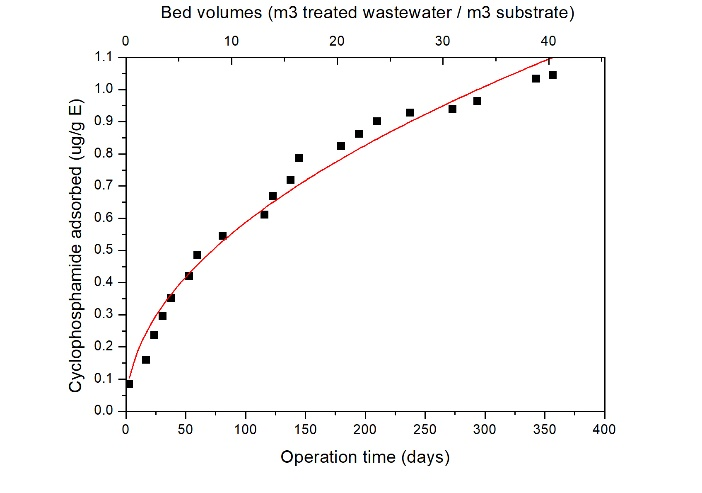 Bed volumes (m3 treated wastewater / m3 substrate)
0 10 20 30 40
1.1
1.0
0.9
0.8
0.7
0.6
0.5
0.4
0.3
0.2
0.1
0.0
Cyclophosphamide adsorbed (ug/g E)
0 50 100 150 200 250 300 350 400
Operation time (days)